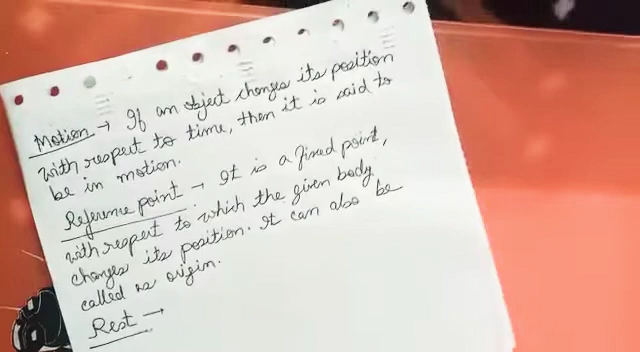 Motion → If an object changes its position
with respect to time, then it is said to
be in motion.
Reference point → It is a fixed point,
with respect to which the given body
changes its position. It can also be
called as origin.
Rest →